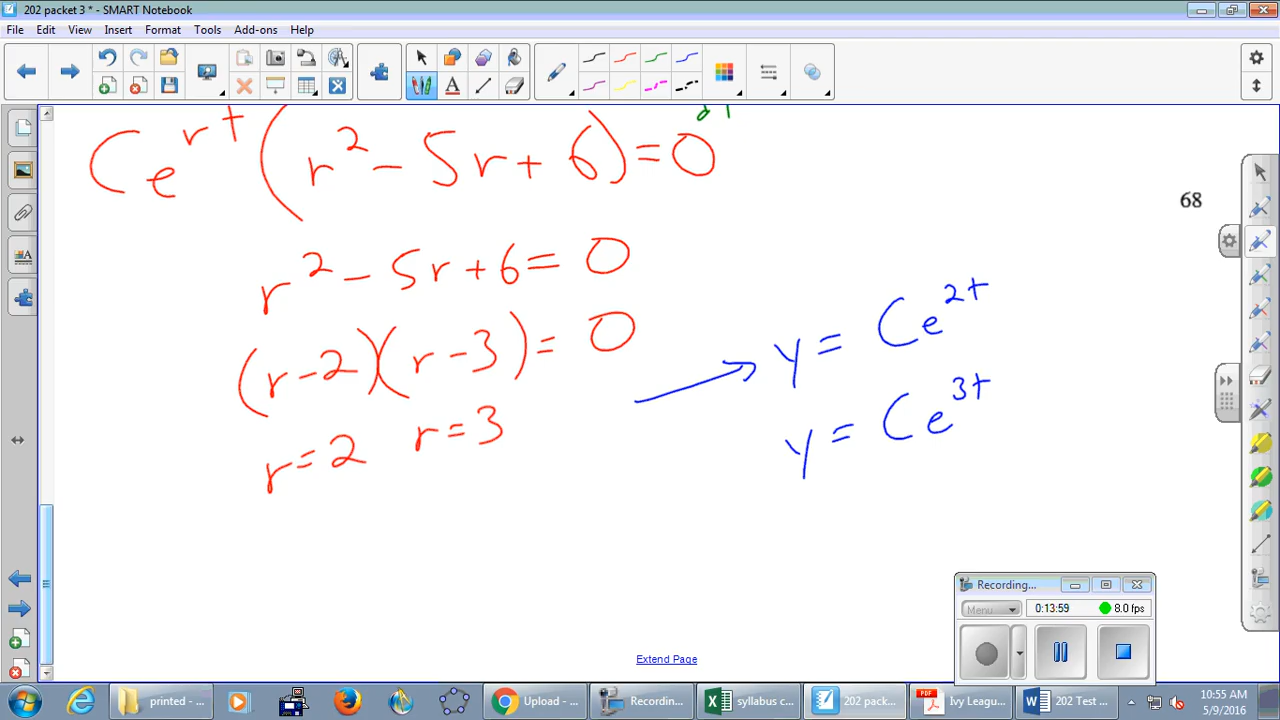 202 packet 3 * - SMART Notebook
File Edit View Insert Format Tools Add-ons Help
Ce^{rt}(r² - 5r + 6) = 0
68
r² - 5r + 6 = 0
(r - 2)(r - 3) = 0
r = 2 r = 3
y = Ce^{2t}
y = Ce^{3t}
Recording...
Menu 0:13:59 8.0 fps
Extend Page
printed - ... Upload - ... Recordin... syllabus c... 202 pack... Ivy Leagu... 202 Test ...
10:55 AM
5/9/2016